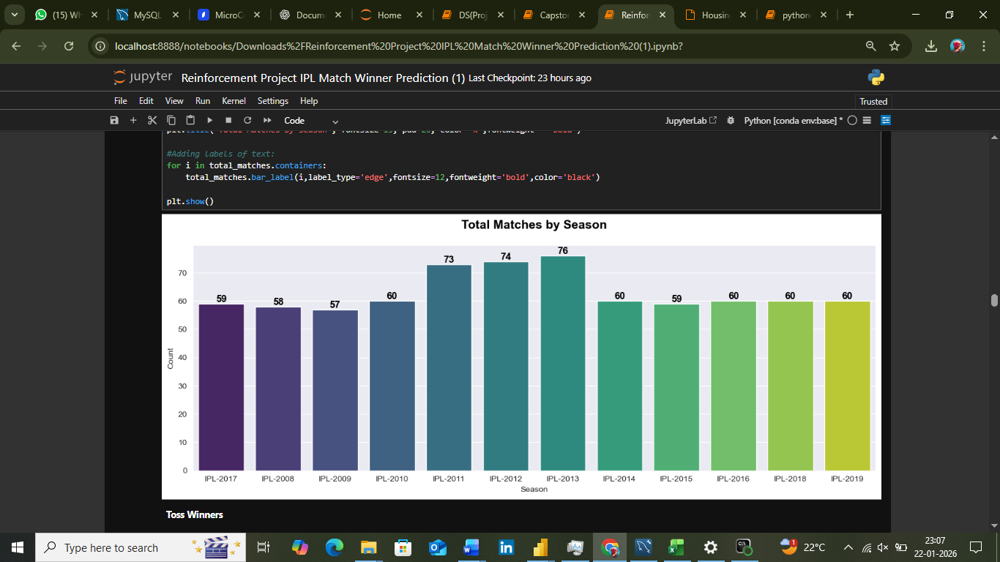 (15) Wh
MySQL
MicroC
Docum
Home
DS(Proj
Capstor
Reinfor
Housin
python
localhost:8888/notebooks/Downloads%2FReinforcement%20Project%20IPL%20Match%20Winner%20Prediction%20(1).ipynb?
jupyter Reinforcement Project IPL Match Winner Prediction (1) Last Checkpoint: 23 hours ago
File Edit View Run Kernel Settings Help
Trusted
Code
JupyterLab
Python [conda env:base] *
#Adding labels of text:
for i in total_matches.containers:
total_matches.bar_label(i,label_type='edge',fontsize=12,fontweight='bold',color='black')
plt.show()
Total Matches by Season
59 58 57 60 73 74 76 60 59 60 60 60
70
60
50
40
30
20
10
0
Count
IPL-2017 IPL-2008 IPL-2009 IPL-2010 IPL-2011 IPL-2012 IPL-2013 IPL-2014 IPL-2015 IPL-2016 IPL-2018 IPL-2019
Season
Toss Winners
Type here to search
1
22°C
23:07
22-01-2026